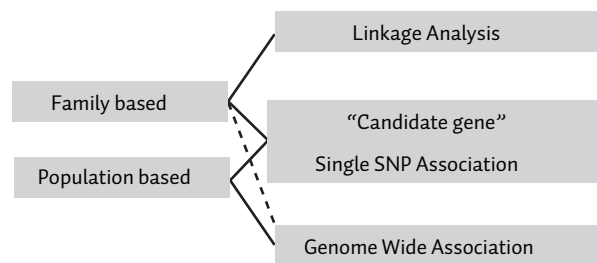 Linkage Analysis
Family based
“Candidate gene”
Single SNP Association
Population based
Genome Wide Association